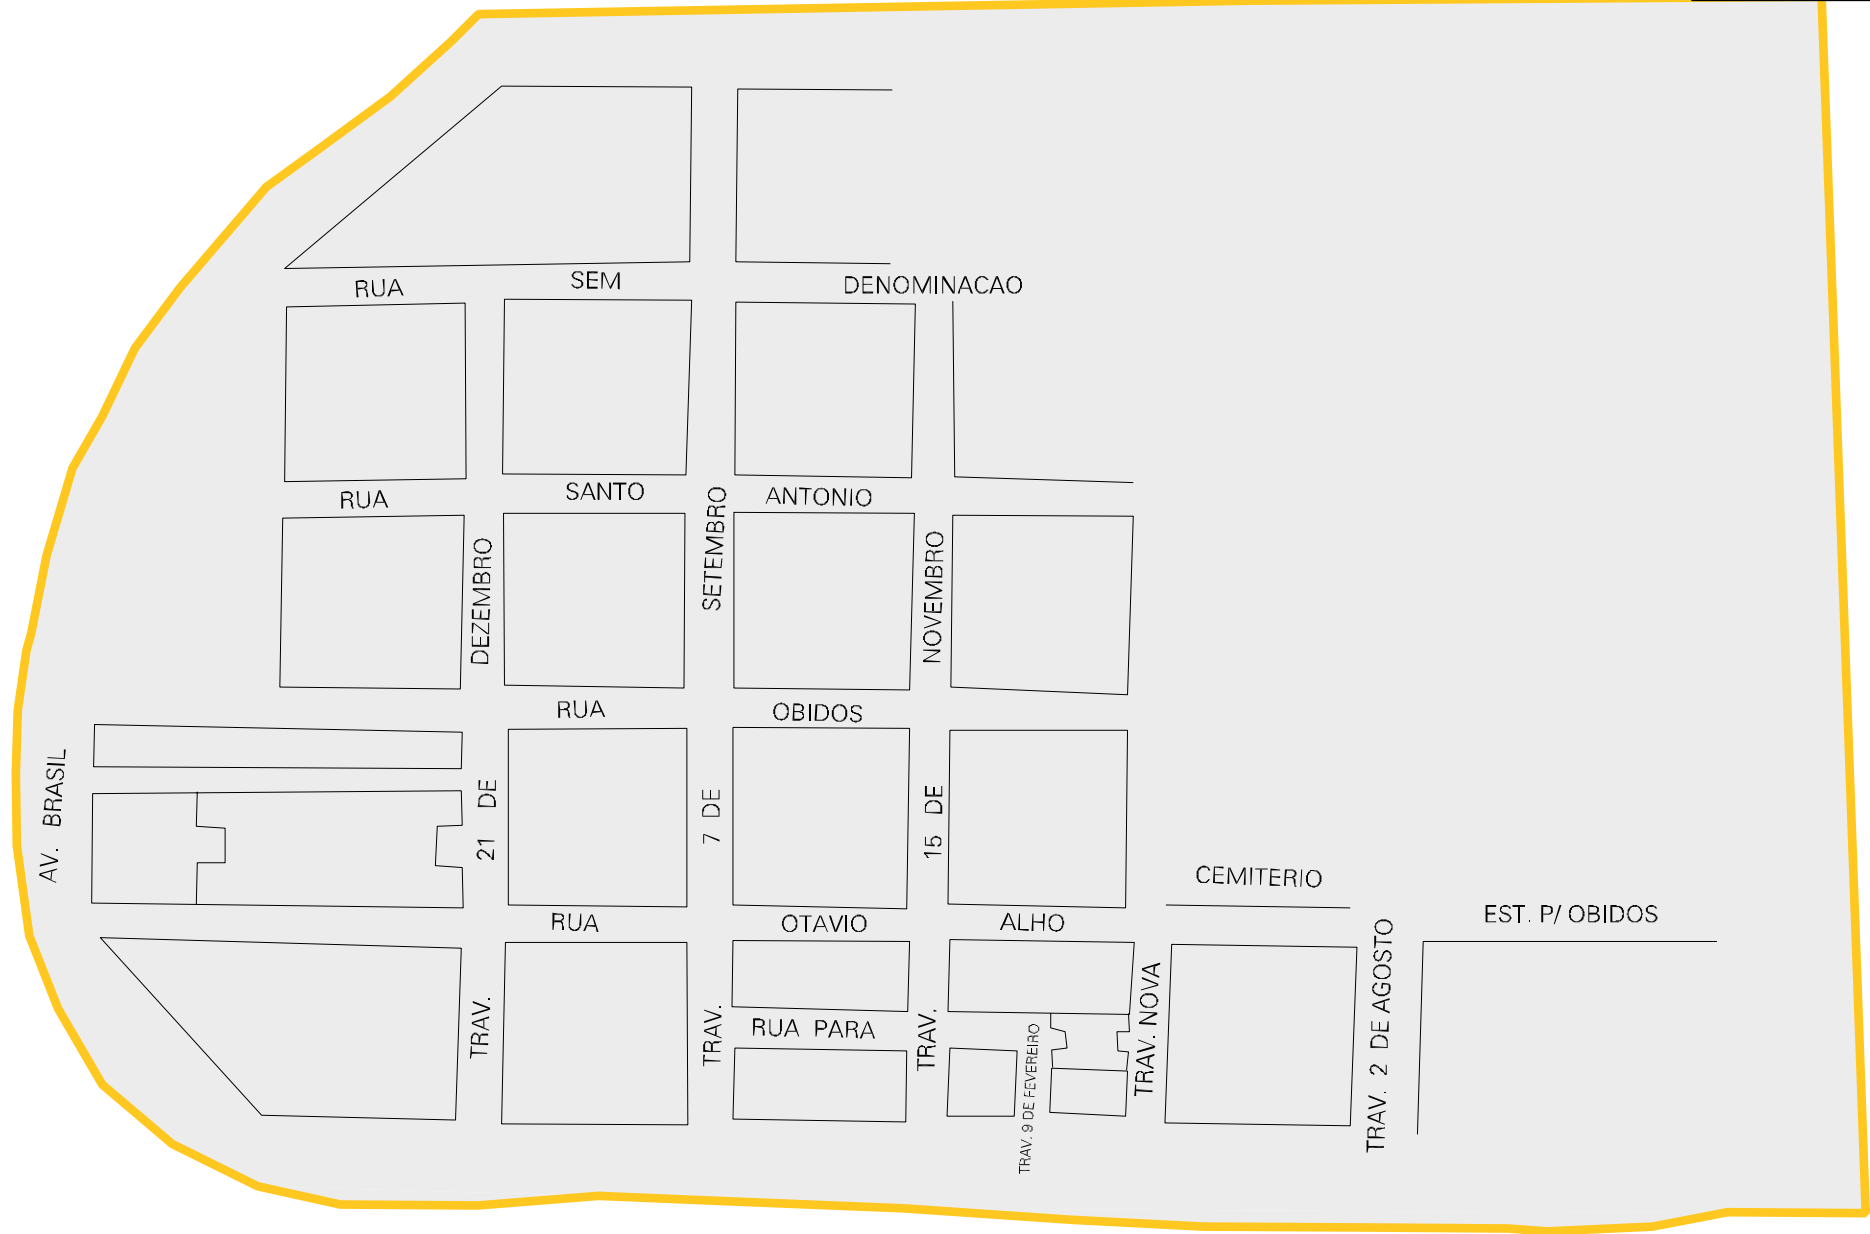 RUA SEM DENOMINACAO
RUA SANTO ANTONIO
RUA OBIDOS
RUA OTAVIO ALHO
RUA PARA
CEMITERIO
EST. P/ OBIDOS
AV. BRASIL
TRAV. 21 DE DEZEMBRO
TRAV. 7 DE SETEMBRO
TRAV. 15 DE NOVEMBRO
TRAV. 9 DE FEVEREIRO
TRAV. NOVA
TRAV. 2 DE AGOSTO